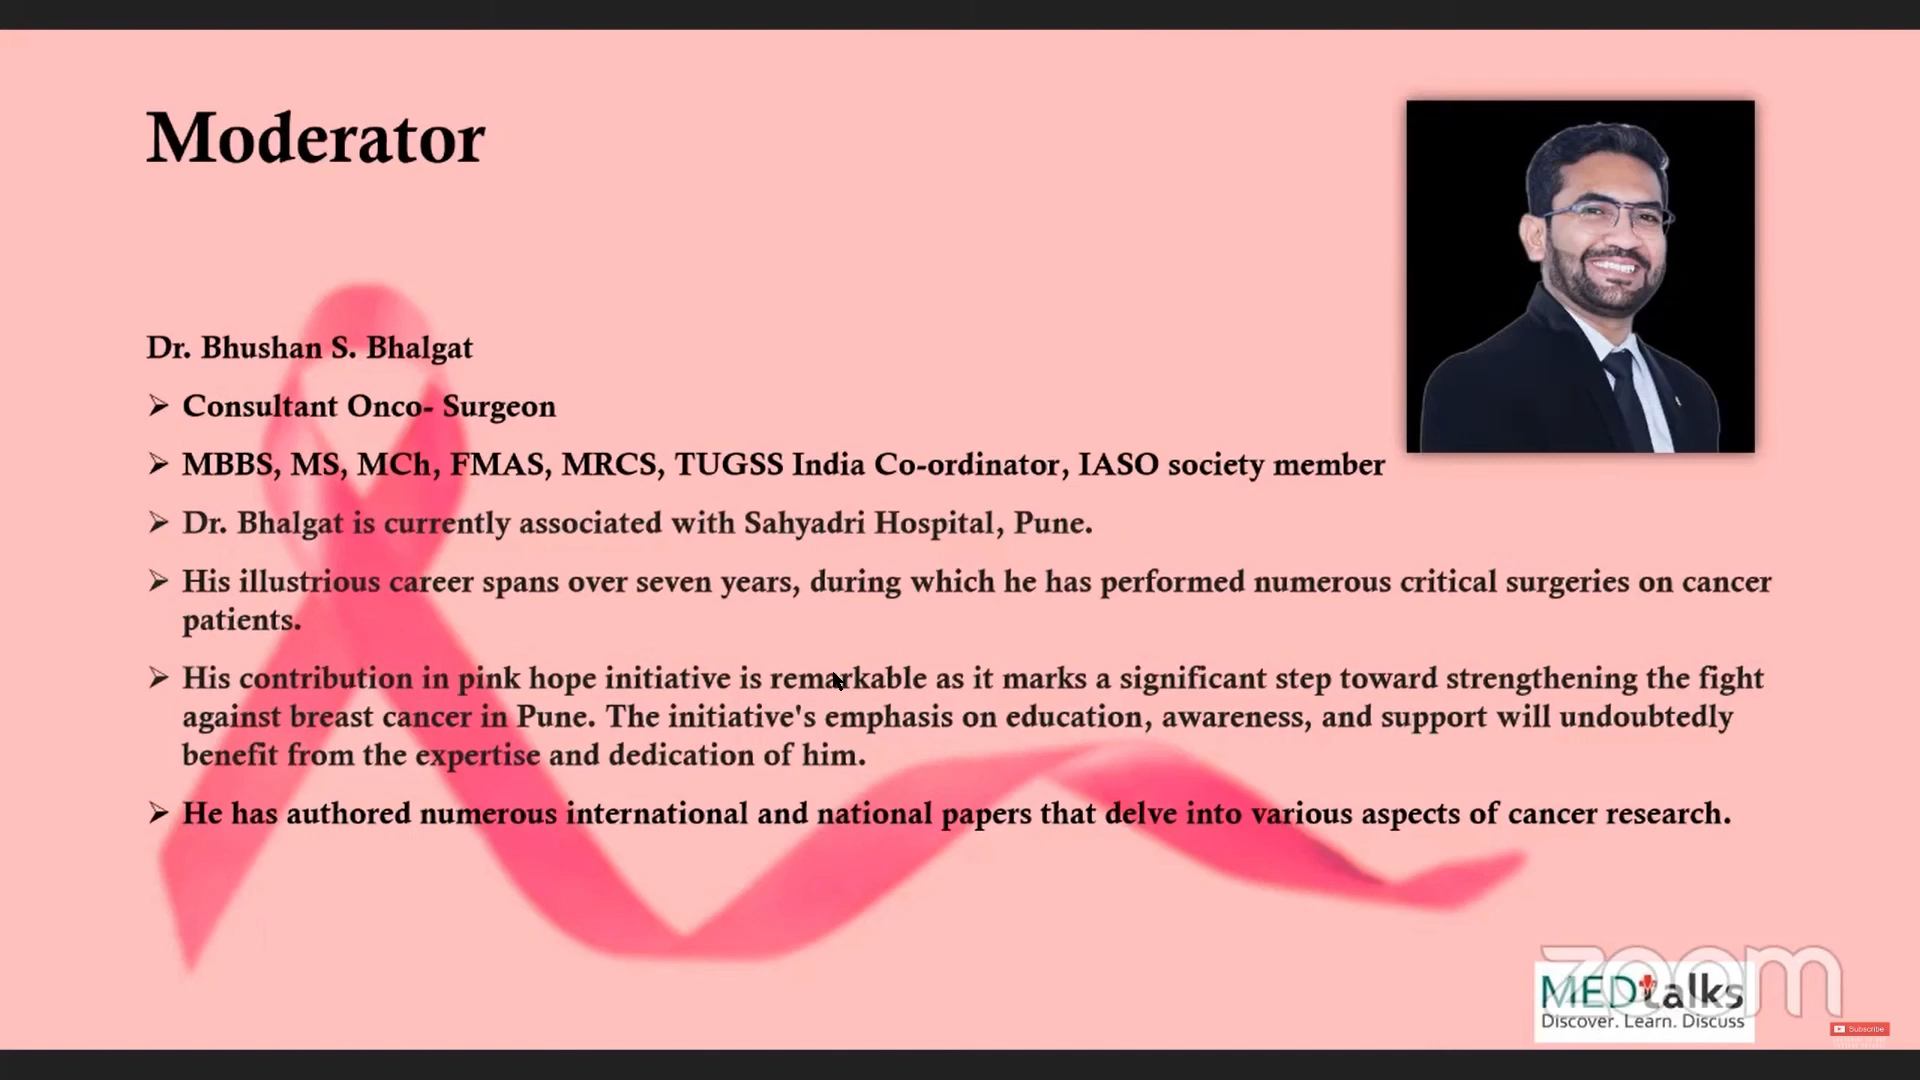 Moderator
Dr. Bhushan S. Bhalgat
➢ Consultant Onco- Surgeon
➢ MBBS, MS, MCh, FMAS, MRCS, TUGSS India Co-ordinator, IASO society member
➢ Dr. Bhalgat is currently associated with Sahyadri Hospital, Pune.
➢ His illustrious career spans over seven years, during which he has performed numerous critical surgeries on cancer
patients.
➢ His contribution in pink hope initiative is remarkable as it marks a significant step toward strengthening the fight
against breast cancer in Pune. The initiative's emphasis on education, awareness, and support will undoubtedly
benefit from the expertise and dedication of him.
➢ He has authored numerous international and national papers that delve into various aspects of cancer research.
zoom
MEDtalks
Discover. Learn. Discuss
Subscribe